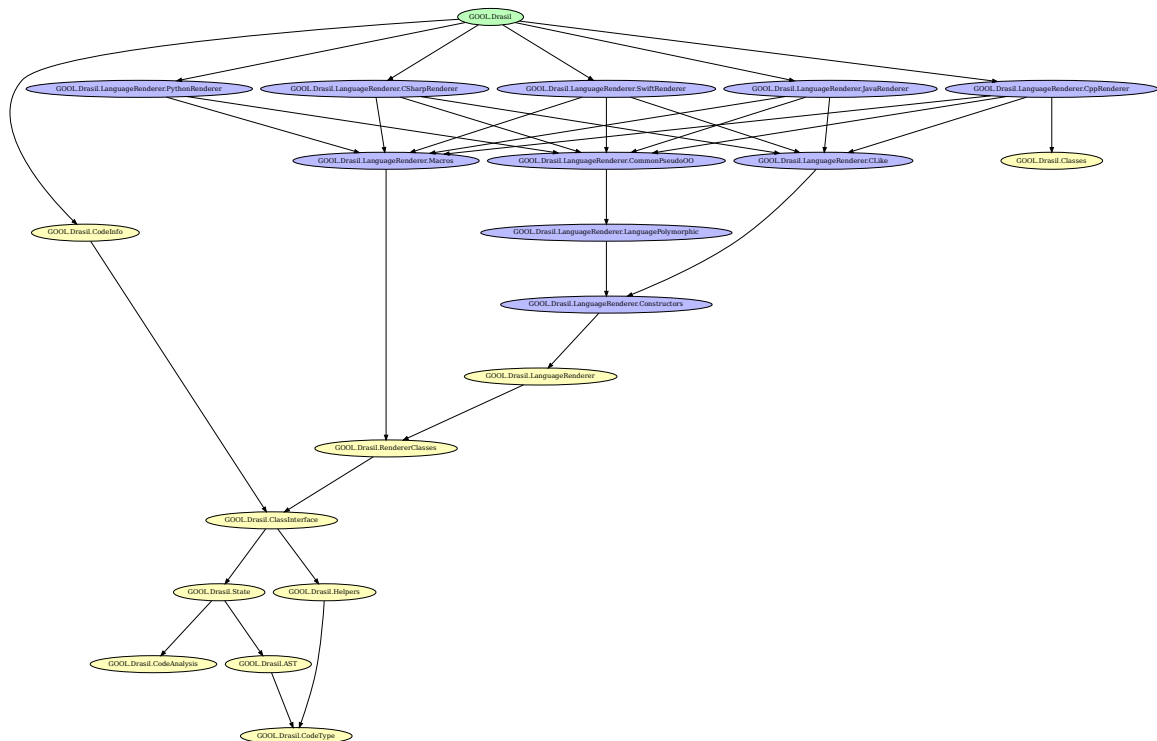 GOOL.Drasil
GOOL.Drasil.LanguageRenderer.PythonRenderer
GOOL.Drasil.LanguageRenderer.CSharpRenderer
GOOL.Drasil.LanguageRenderer.SwiftRenderer
GOOL.Drasil.LanguageRenderer.JavaRenderer
GOOL.Drasil.LanguageRenderer.CppRenderer
GOOL.Drasil.LanguageRenderer.Macros
GOOL.Drasil.LanguageRenderer.CommonPseudoOO
GOOL.Drasil.LanguageRenderer.CLike
GOOL.Drasil.Classes
GOOL.Drasil.CodeInfo
GOOL.Drasil.LanguageRenderer.LanguagePolymorphic
GOOL.Drasil.LanguageRenderer.Constructors
GOOL.Drasil.LanguageRenderer
GOOL.Drasil.RendererClasses
GOOL.Drasil.ClassInterface
GOOL.Drasil.State
GOOL.Drasil.Helpers
GOOL.Drasil.CodeAnalysis
GOOL.Drasil.AST
GOOL.Drasil.CodeType